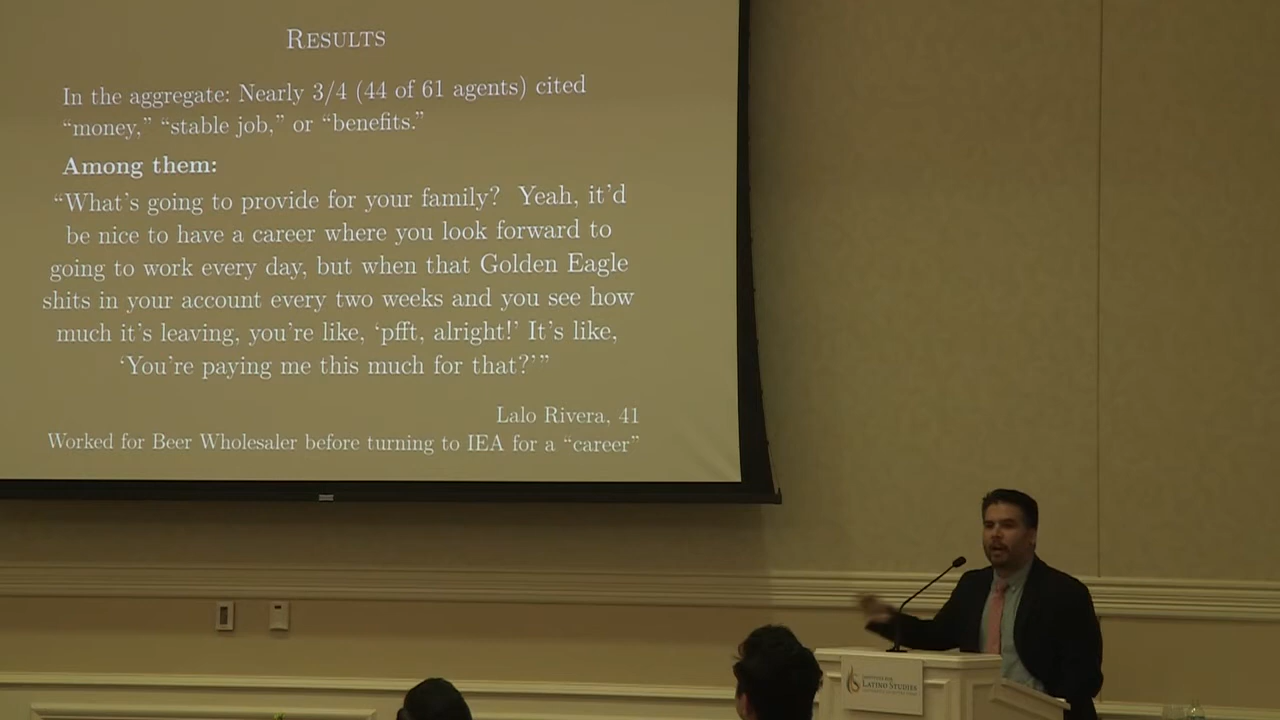 RESULTS
In the aggregate: Nearly 3/4 (44 of 61 agents) cited
“money,” “stable job,” or “benefits.”
Among them:
“What’s going to provide for your family? Yeah, it’d
be nice to have a career where you look forward to
going to work every day, but when that Golden Eagle
shits in your account every two weeks and you see how
much it’s leaving, you’re like, ‘pfft, alright!’ It’s like,
‘You’re paying me this much for that?’”
Lalo Rivera, 41
Worked for Beer Wholesaler before turning to IEA for a “career”
LATINO STUDIES